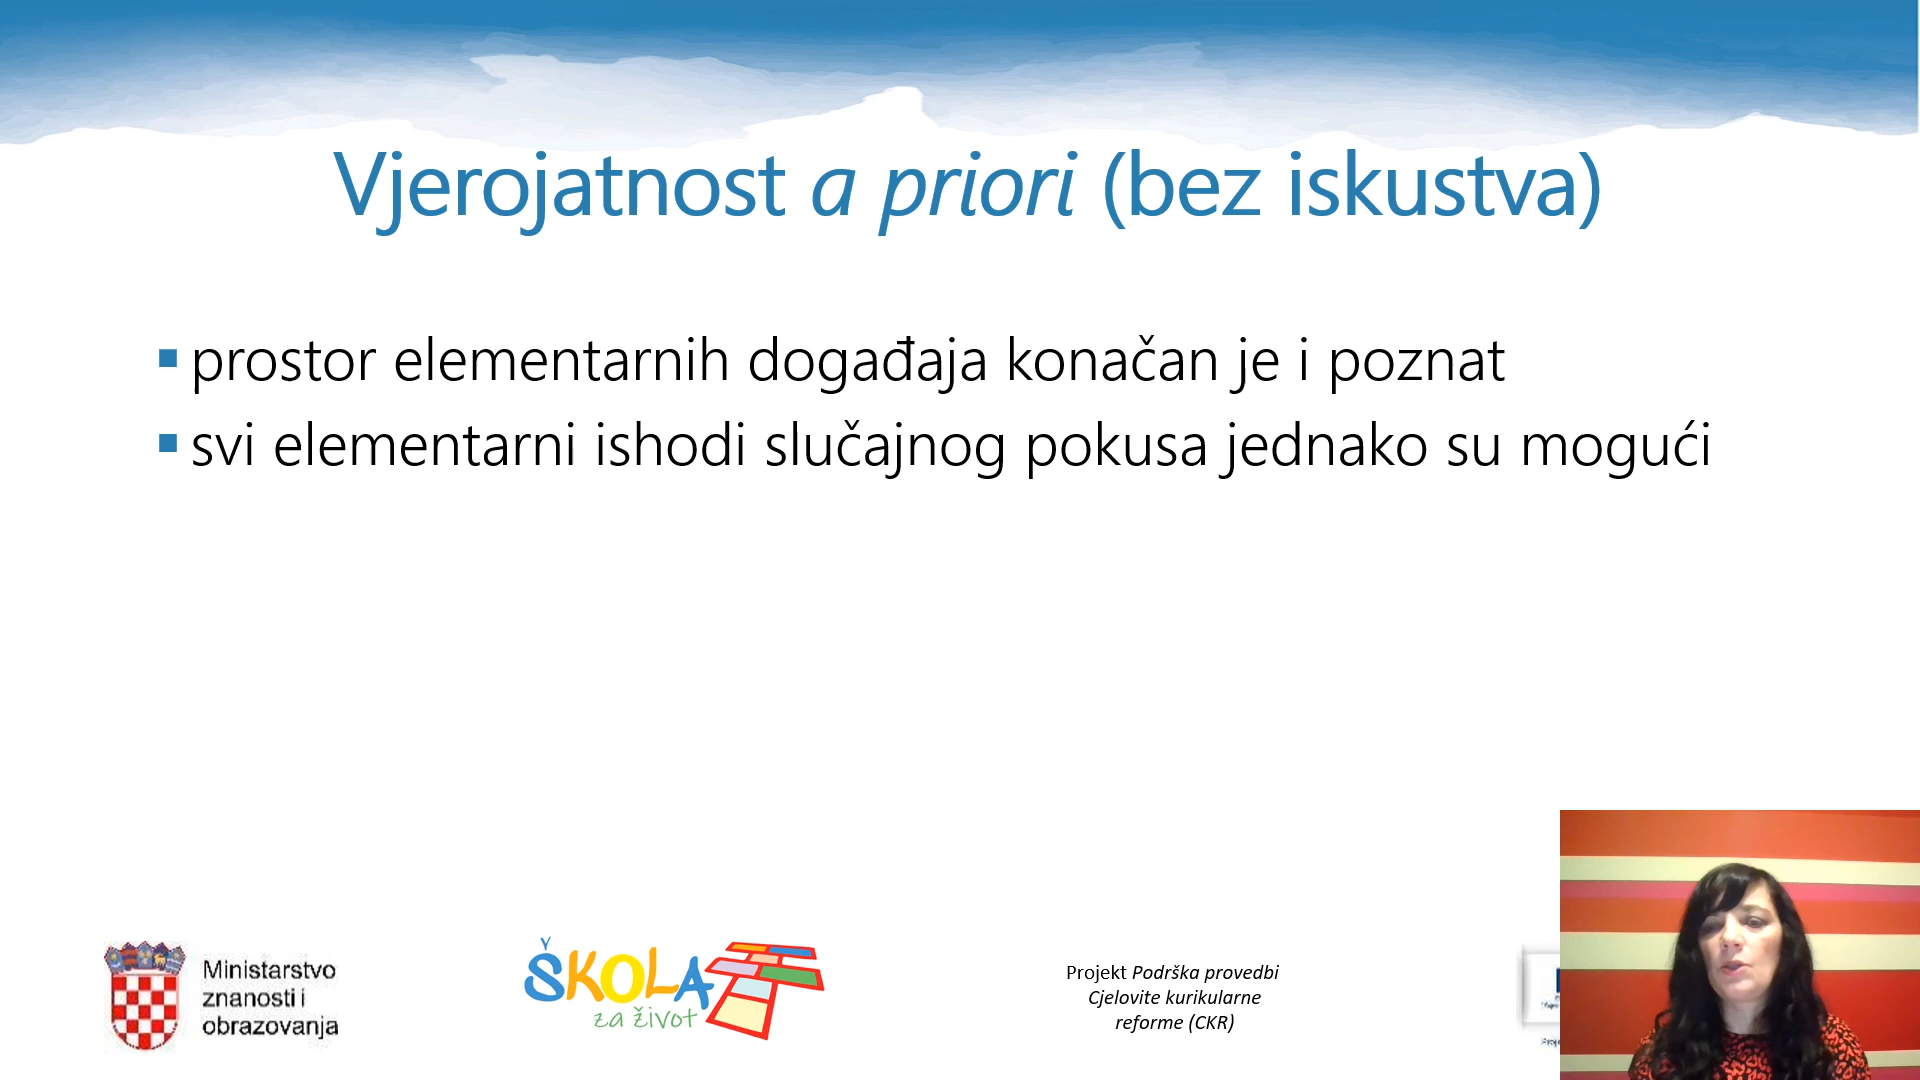 Vjerojatnost a priori (bez iskustva)
prostor elementarnih događaja konačan je i poznat
svi elementarni ishodi slučajnog pokusa jednako su mogući
Ministarstvo
znanosti i
obrazovanja
ŠKOLA
za život
Projekt Podrška provedbi
Cjelovite kurikularne
reforme (CKR)